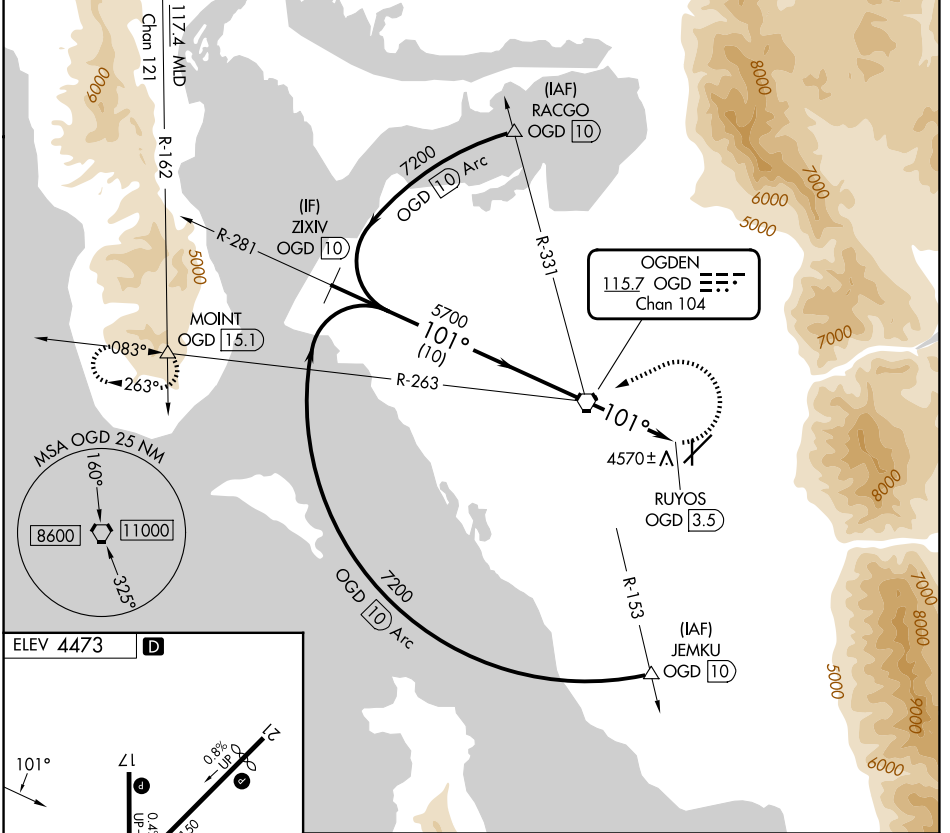 117.4 MLD
Chan 121
R-162
6000
5000
(IAF)
RACGO
OGD 10
7200
OGD 10 Arc
(IF)
ZIXIV
OGD 10
R-281
R-331
8000
7000
6000
5000
OGDEN
115.7 OGD
Chan 104
7000
MOINT
OGD 15.1
083°
263°
R-263
5700
101°
(10)
101°
4570±
RUYOS
OGD 3.5
8000
MSA OGD 25 NM
160°
8600
11000
325°
7200
OGD 10 Arc
R-153
(IAF)
JEMKU
OGD 10
7000
8000
5000
9000
6000
ELEV 4473
D
101°
17
P
0.8%
UP
21
P
0.4%
UP